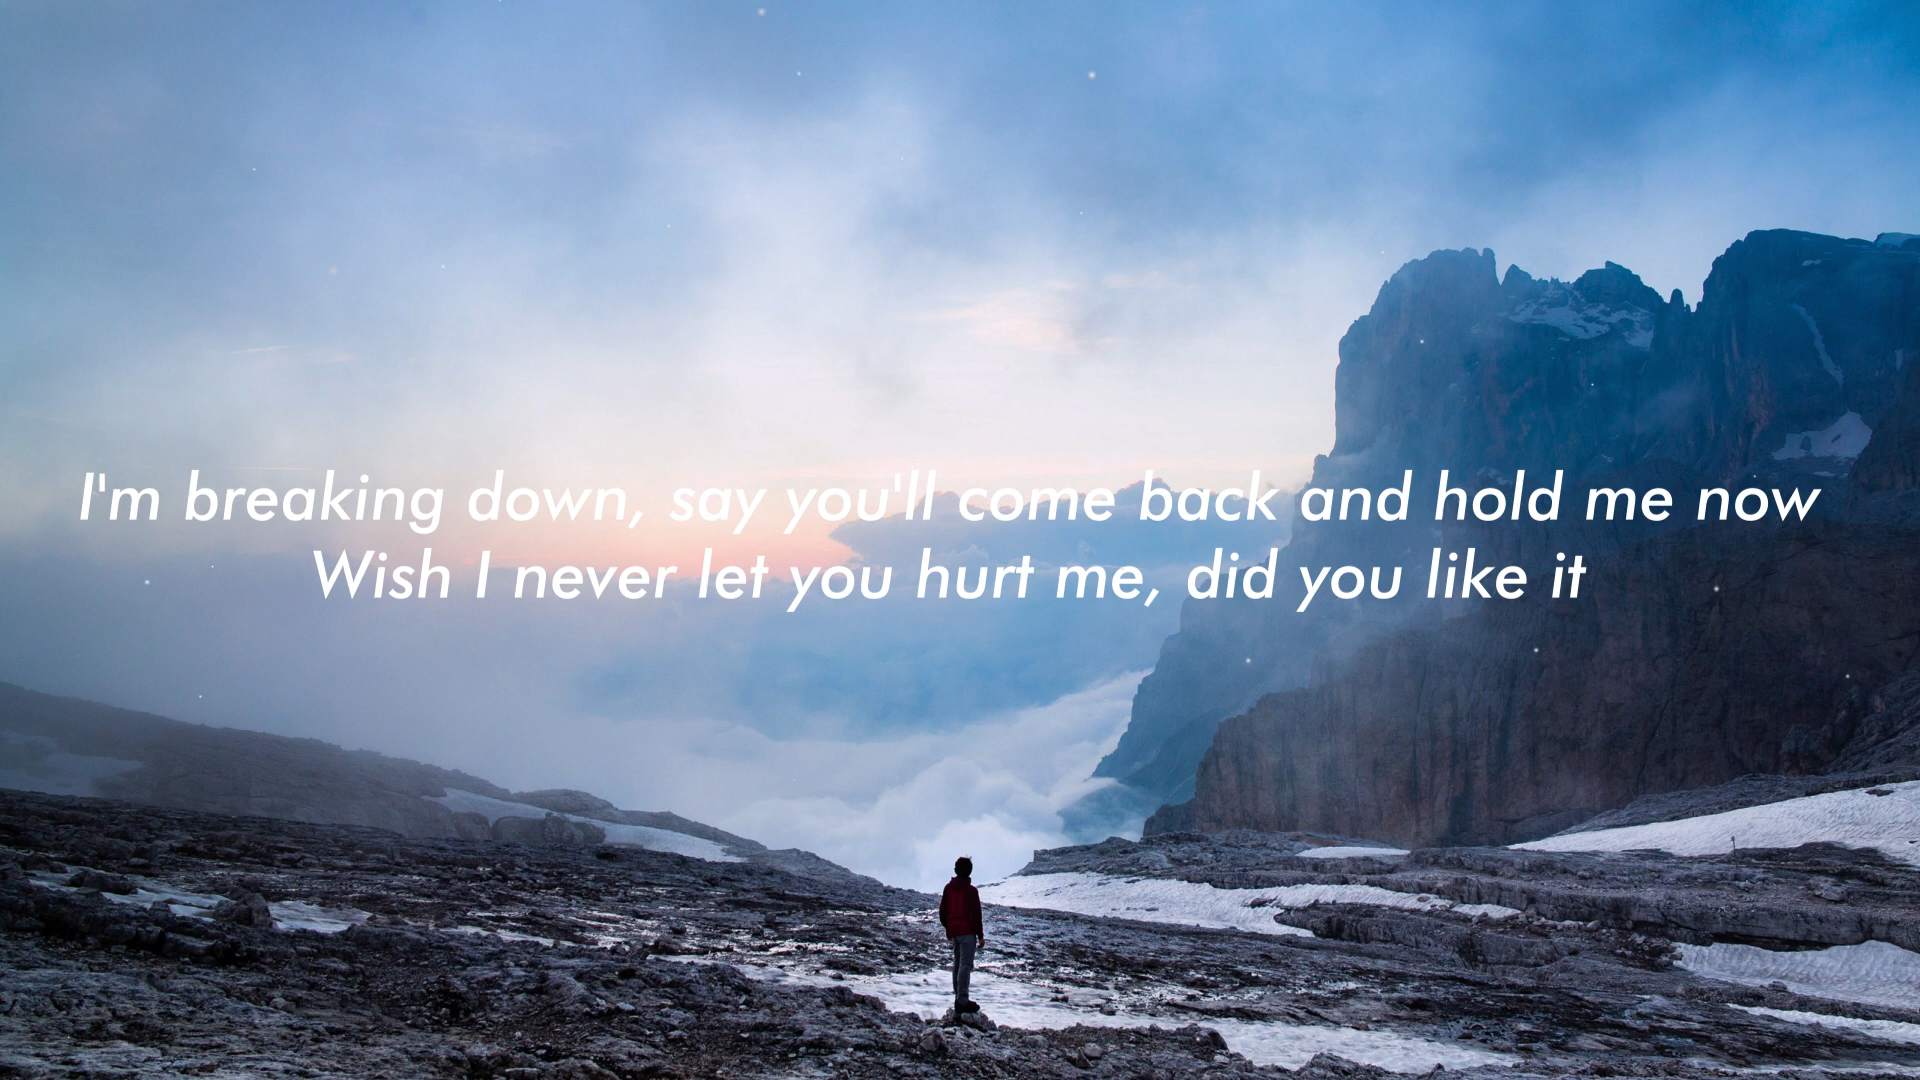 I'm breaking down, say you'll come back and hold me now
Wish I never let you hurt me, did you like it